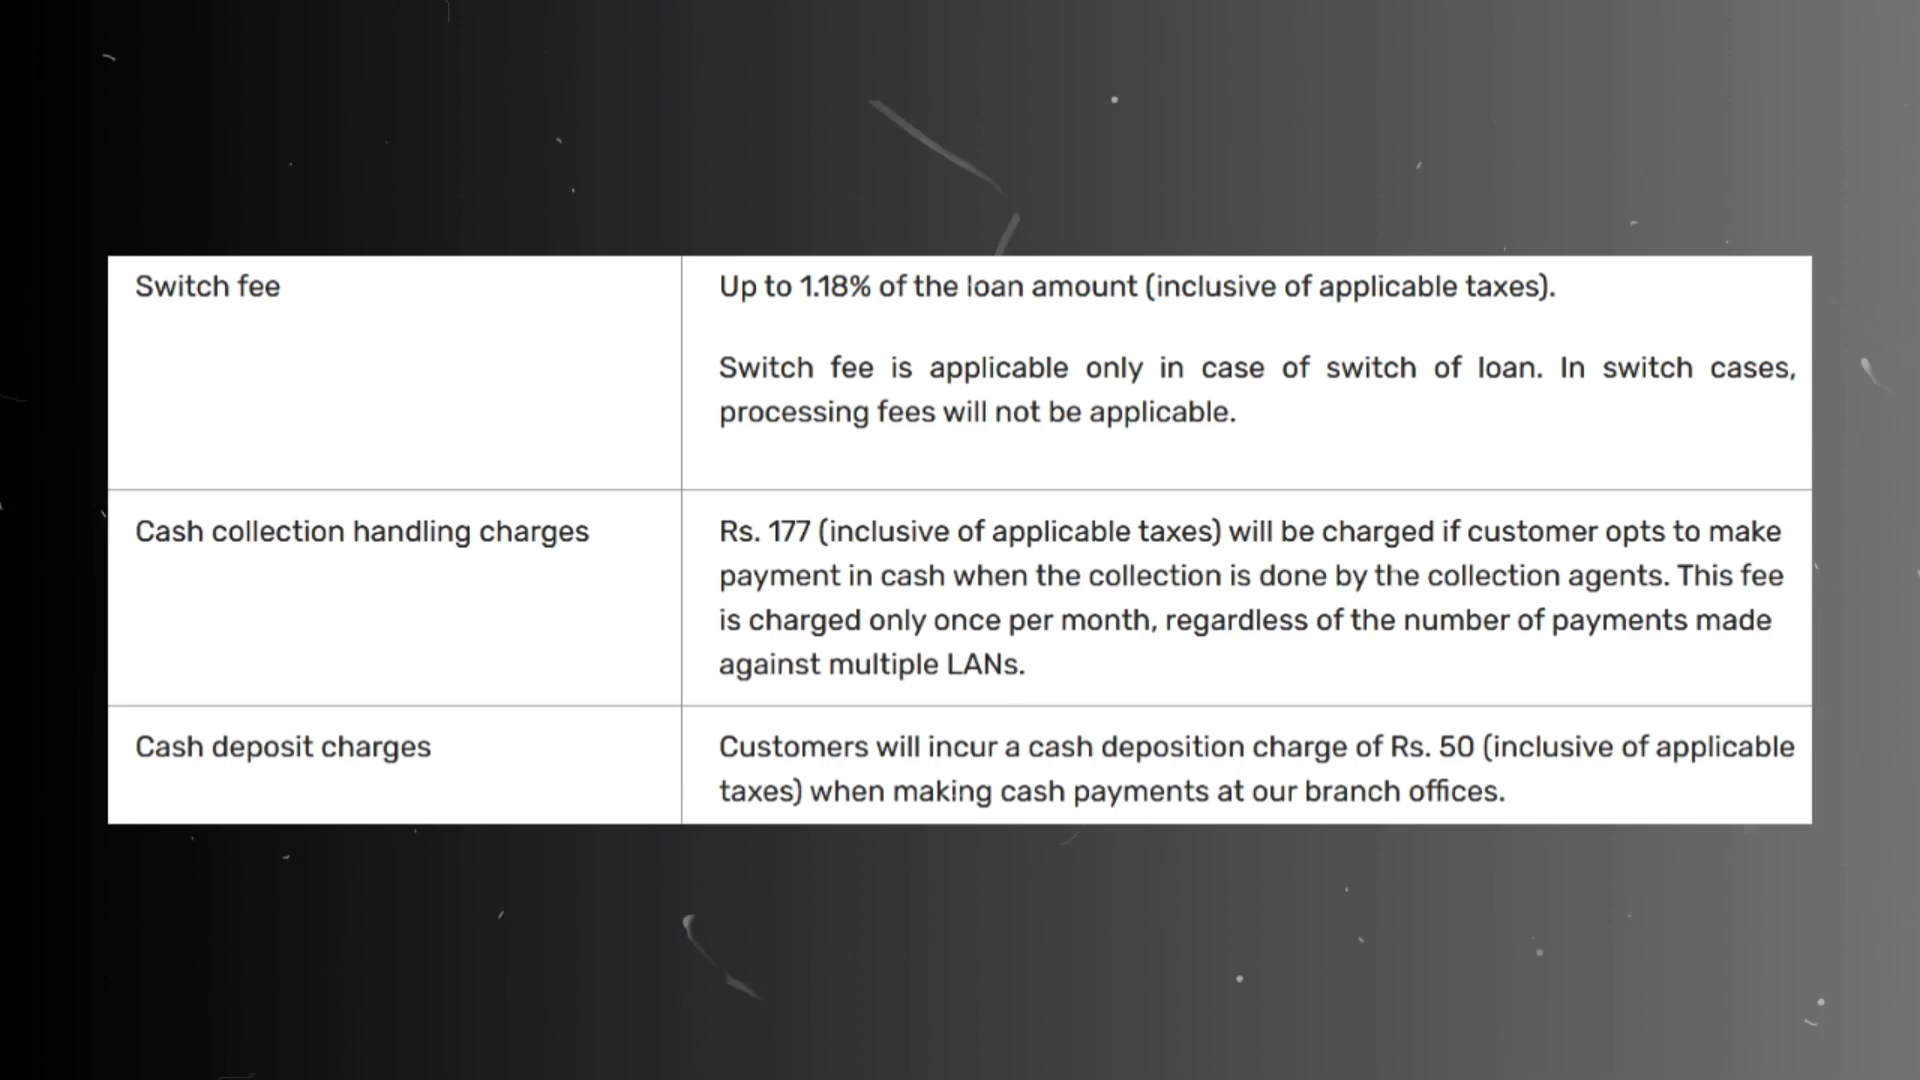 Switch fee
Up to 1.18% of the loan amount (inclusive of applicable taxes).
Switch fee is applicable only in case of switch of loan. In switch cases,
processing fees will not be applicable.
Cash collection handling charges
Rs. 177 (inclusive of applicable taxes) will be charged if customer opts to make
payment in cash when the collection is done by the collection agents. This fee
is charged only once per month, regardless of the number of payments made
against multiple LANs.
Cash deposit charges
Customers will incur a cash deposition charge of Rs. 50 (inclusive of applicable
taxes) when making cash payments at our branch offices.